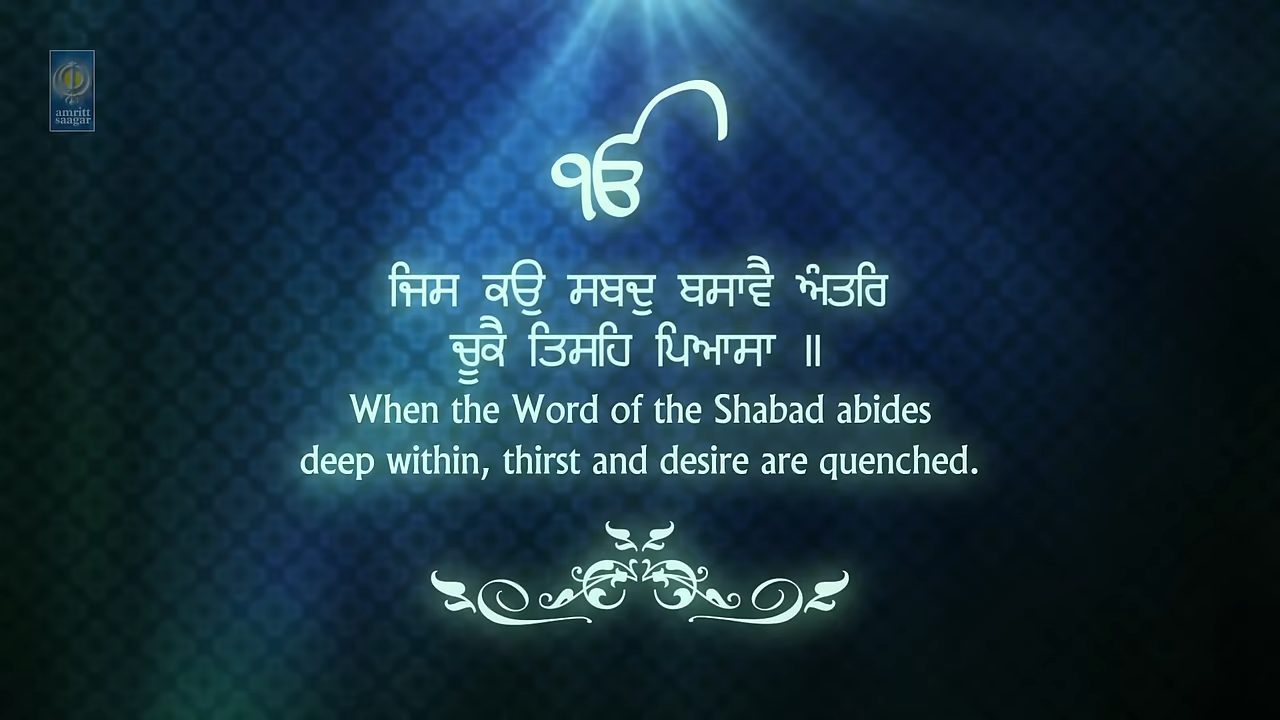 amritt
saagar
ੴ
ਜਿਸ ਕਉ ਸਬਦੁ ਬਸਾਵੈ ਅੰਤਰਿ
ਚੂਕੈ ਤਿਸਹਿ ਪਿਆਸਾ ॥
When the Word of the Shabad abides
deep within, thirst and desire are quenched.